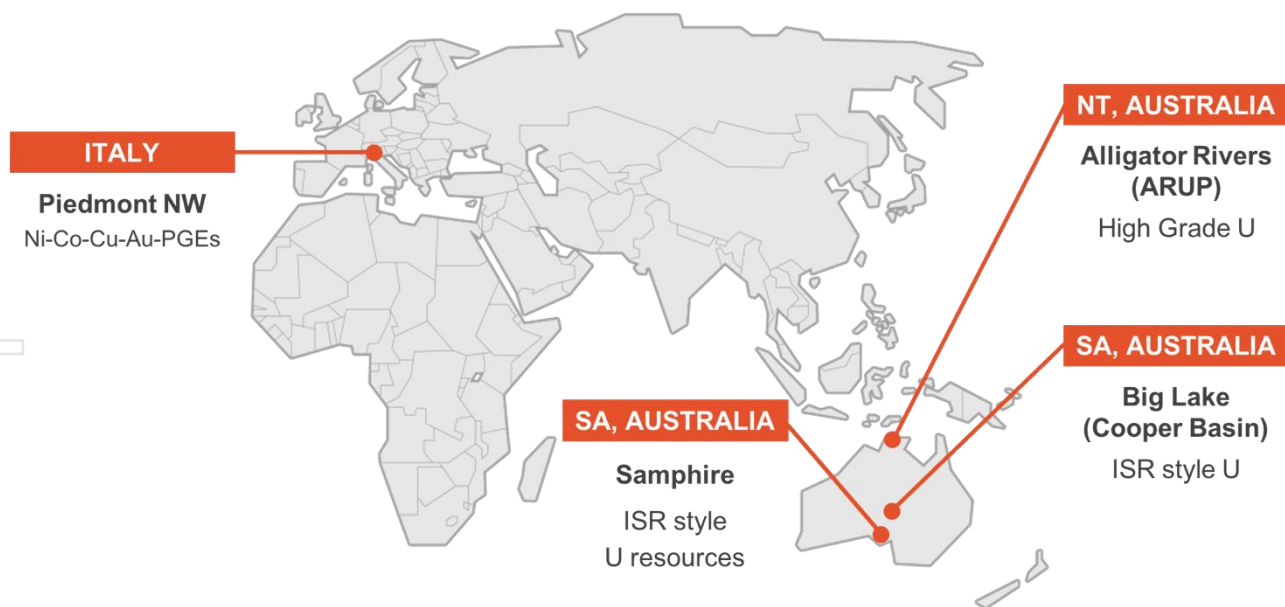 ITALY
Piedmont NW
Ni-Co-Cu-Au-PGEs
NT, AUSTRALIA
Alligator Rivers
(ARUP)
High Grade U
SA, AUSTRALIA
Big Lake
(Cooper Basin)
ISR style U
SA, AUSTRALIA
Samphire
ISR style
U resources